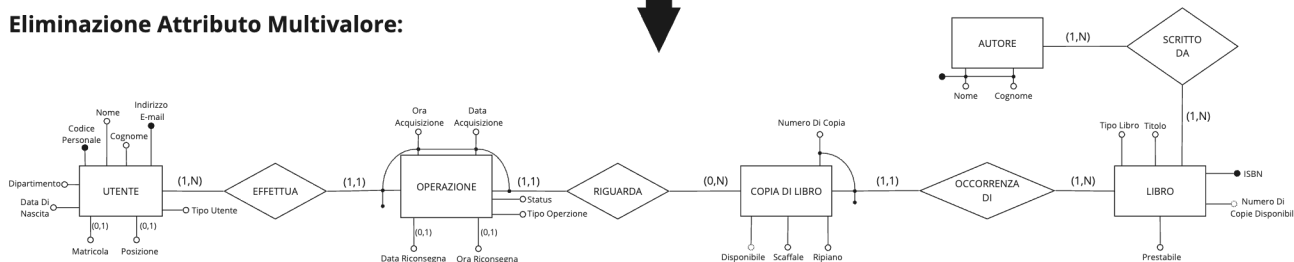 Eliminazione Attributo Multivalore:
AUTORE
(1,N)
SCRITTO
DA
Nome
Cognome
(1,N)
Indirizzo
E-mail
Nome
Codice
Personale
Cognome
Dipartimento
Data Di
Nascita
UTENTE
Tipo Utente
(0,1)
(0,1)
Matricola
Posizione
(1,N)
EFFETTUA
(1,1)
Ora
Acquisizione
Data
Acquisizione
OPERAZIONE
Status
Tipo Operzione
(0,1)
(0,1)
Data Riconsegna
Ora Riconsegna
(1,1)
RIGUARDA
(0,N)
Numero Di Copia
COPIA DI LIBRO
Disponibile
Scaffale
Ripiano
(1,1)
OCCORRENZA
DI
(1,N)
Tipo Libro
Titolo
LIBRO
ISBN
Numero Di
Copie Disponibil
Prestabile